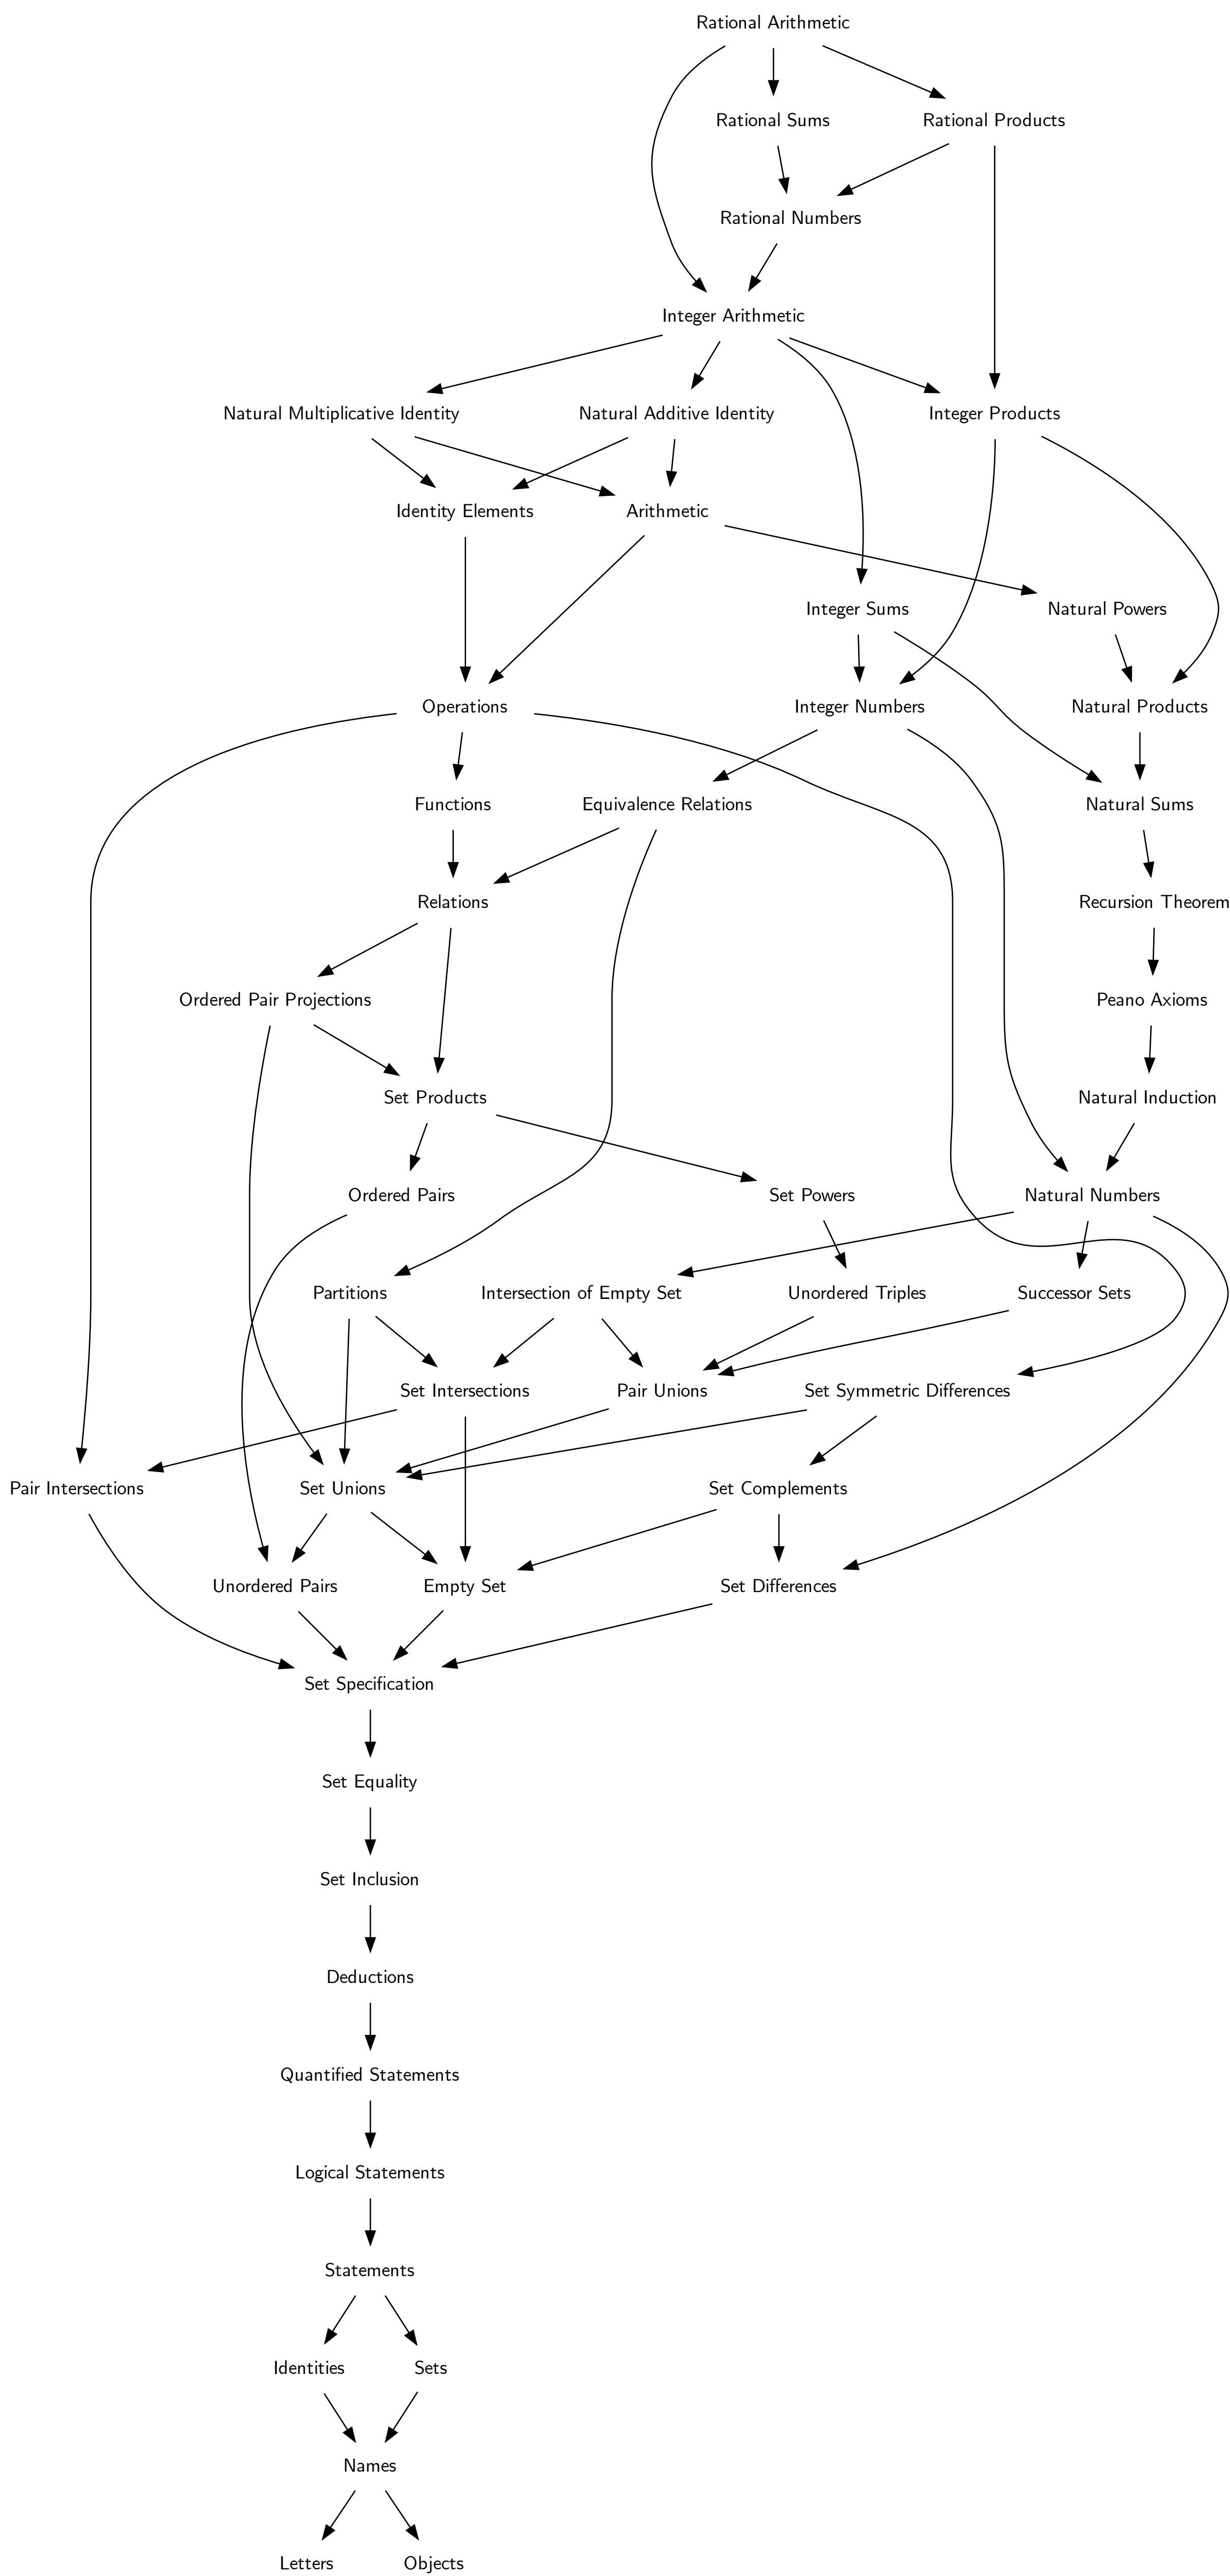 Rational Arithmetic
Rational Sums
Rational Products
Rational Numbers
Integer Arithmetic
Natural Multiplicative Identity
Natural Additive Identity
Integer Products
Identity Elements
Arithmetic
Integer Sums
Natural Powers
Operations
Integer Numbers
Natural Products
Functions
Equivalence Relations
Natural Sums
Relations
Recursion Theorem
Ordered Pair Projections
Peano Axioms
Set Products
Natural Induction
Ordered Pairs
Set Powers
Natural Numbers
Partitions
Intersection of Empty Set
Unordered Triples
Successor Sets
Set Intersections
Pair Unions
Set Symmetric Differences
Pair Intersections
Set Unions
Set Complements
Unordered Pairs
Empty Set
Set Differences
Set Specification
Set Equality
Set Inclusion
Deductions
Quantified Statements
Logical Statements
Statements
Identities
Sets
Names
Letters
Objects